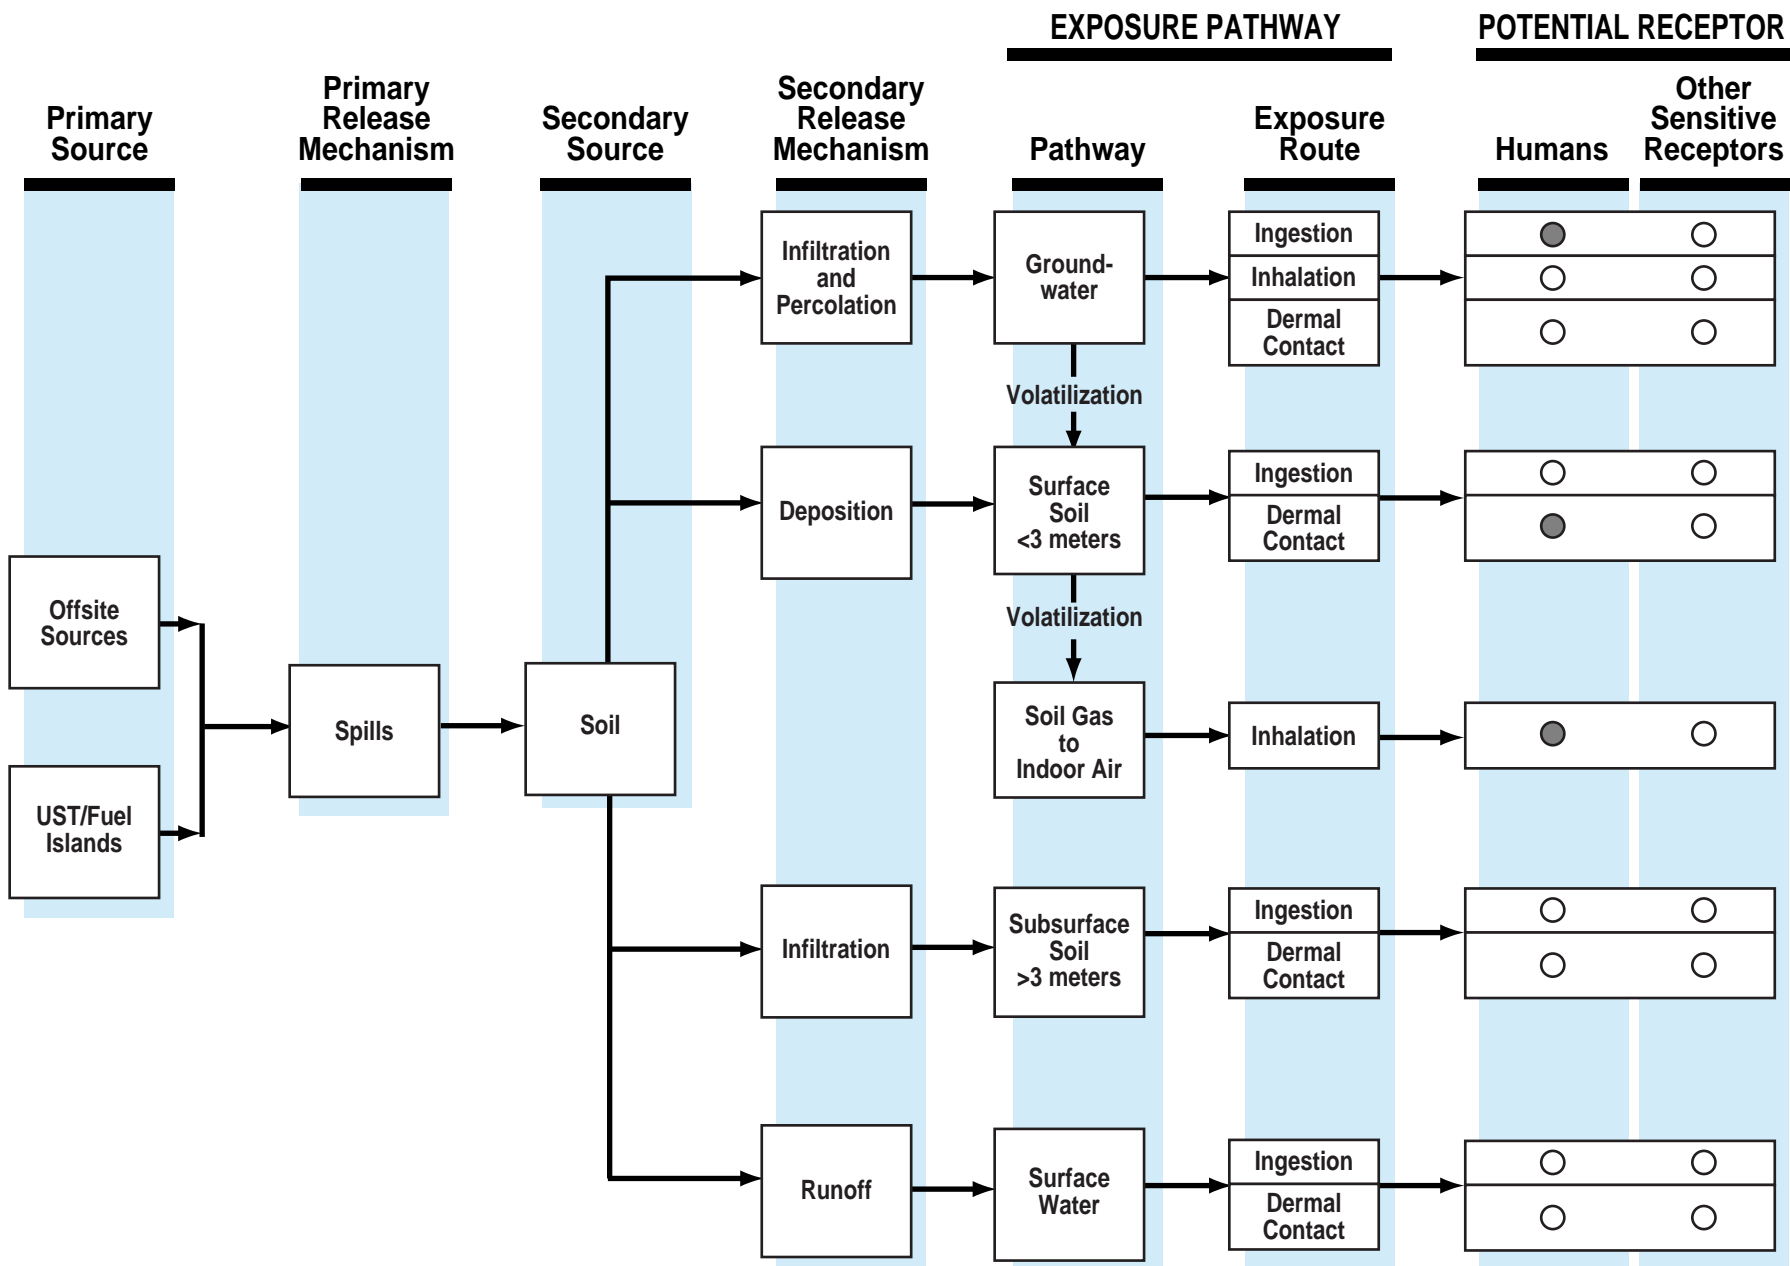 EXPOSURE PATHWAY
POTENTIAL RECEPTOR
Primary
Source
Primary
Release
Mechanism
Secondary
Source
Secondary
Release
Mechanism
Pathway
Exposure
Route
Humans
Other
Sensitive
Receptors
Infiltration
and
Percolation
Ground-
water
Ingestion
Inhalation
Dermal
Contact
Volatilization
Deposition
Surface
Soil
<3 meters
Ingestion
Dermal
Contact
Volatilization
Offsite
Sources
UST/Fuel
Islands
Spills
Soil
Soil Gas
to
Indoor Air
Inhalation
Infiltration
Subsurface
Soil
>3 meters
Ingestion
Dermal
Contact
Runoff
Surface
Water
Ingestion
Dermal
Contact